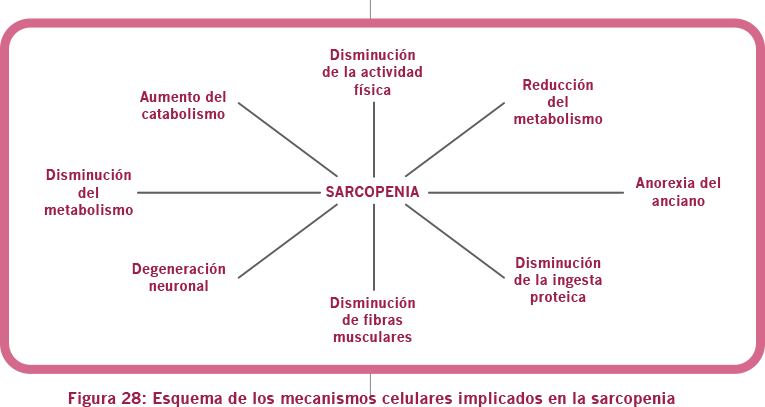 Disminución
de la actividad
física
Aumento del
catabolismo
Reducción
del
metabolismo
Disminución
del
metabolismo
SARCOPENIA
Anorexia del
anciano
Degeneración
neuronal
Disminución
de fibras
musculares
Disminución
de la ingesta
proteica
Figura 28: Esquema de los mecanismos celulares implicados en la sarcopenia